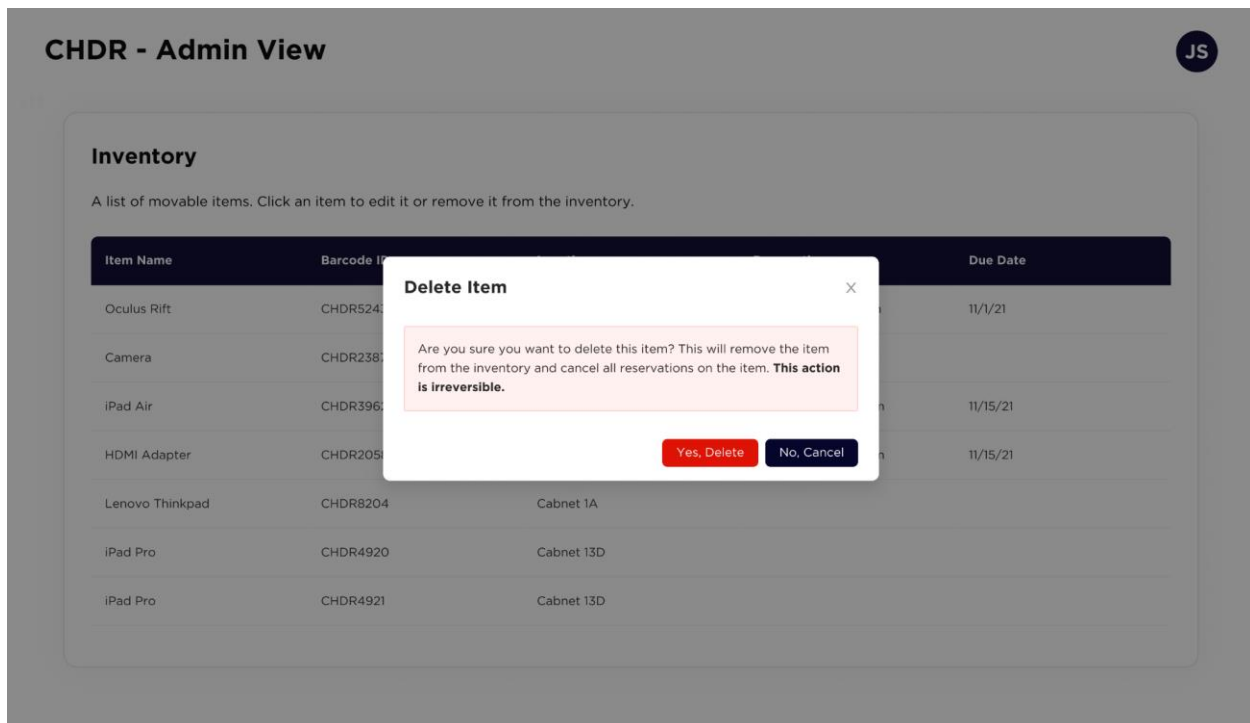 CHDR - Admin View
JS
Inventory
A list of movable items. Click an item to edit it or remove it from the inventory.
Item Name Barcode Due Date
Oculus Rift 11/1/21
Camera
iPad Air 11/15/21
HDMI Adapter 11/15/21
Delete Item
Are you sure you want to delete this item? This will remove the item
from the inventory and cancel all reservations on the item. This action
is irreversible.
Yes, Delete No, Cancel
Lenovo Thinkpad CHDR8204 Cabnet 1A
iPad Pro CHDR4920 Cabnet 13D
iPad Pro CHDR4921 Cabnet 13D